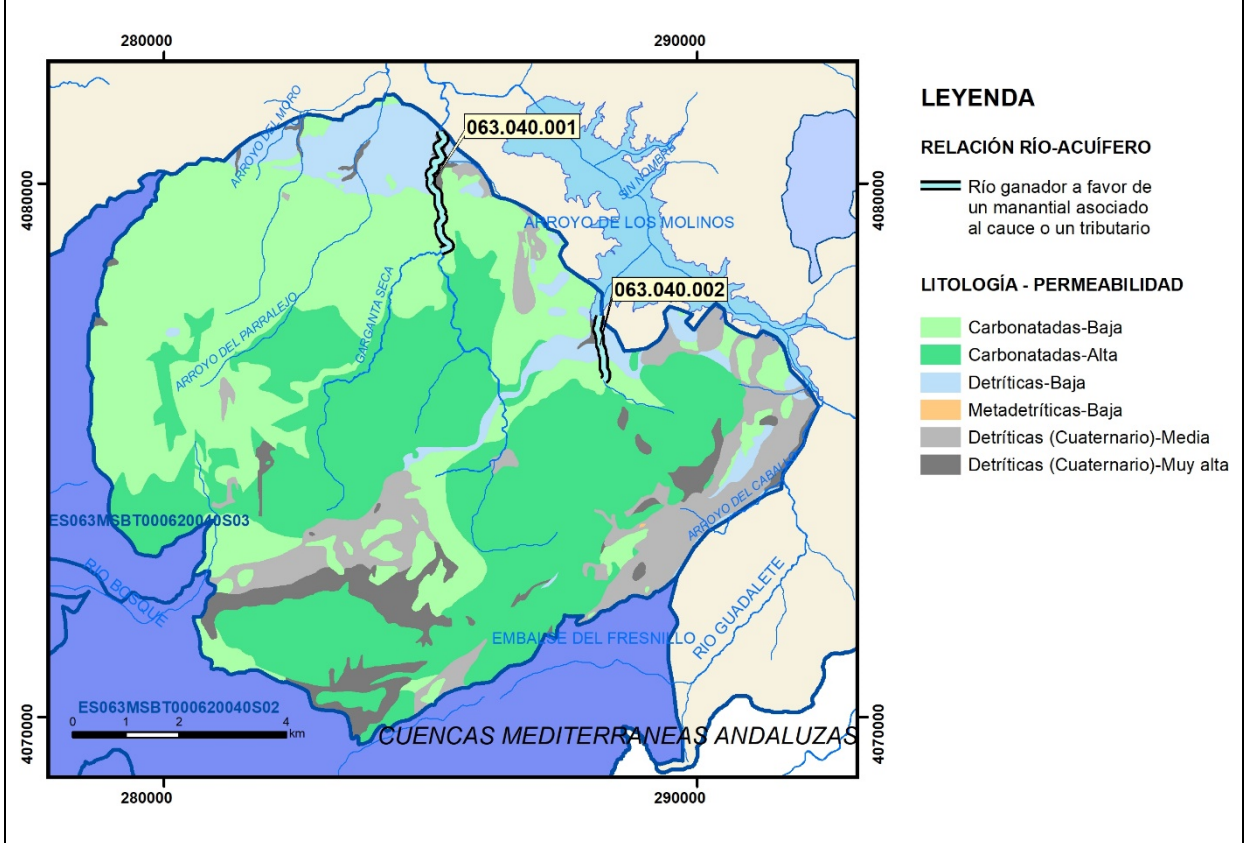 280000
290000
4080000
4080000
4070000
4070000
280000
290000
063.040.001
063.040.002
ARROYO DEL MORO
SIN NOMBRE
ARROYO DE LOS MOLINOS
GARGANTA SECA
ARROYO DEL PARRALEJO
ES063MSBT000620040S03
RIO BOSQUE
ARROYO DEL CABALLO
RIO GUADALETE
EMBALSE DEL FRESNILLO
ES063MSBT000620040S02
0 1 2 4
km
CUENCAS MEDITERRANEAS ANDALUZAS
LEYENDA
RELACIÓN RÍO-ACUÍFERO
Río ganador a favor de
un manantial asociado
al cauce o un tributario
LITOLOGÍA - PERMEABILIDAD
Carbonatadas-Baja
Carbonatadas-Alta
Detríticas-Baja
Metadetríticas-Baja
Detríticas (Cuaternario)-Media
Detríticas (Cuaternario)-Muy alta